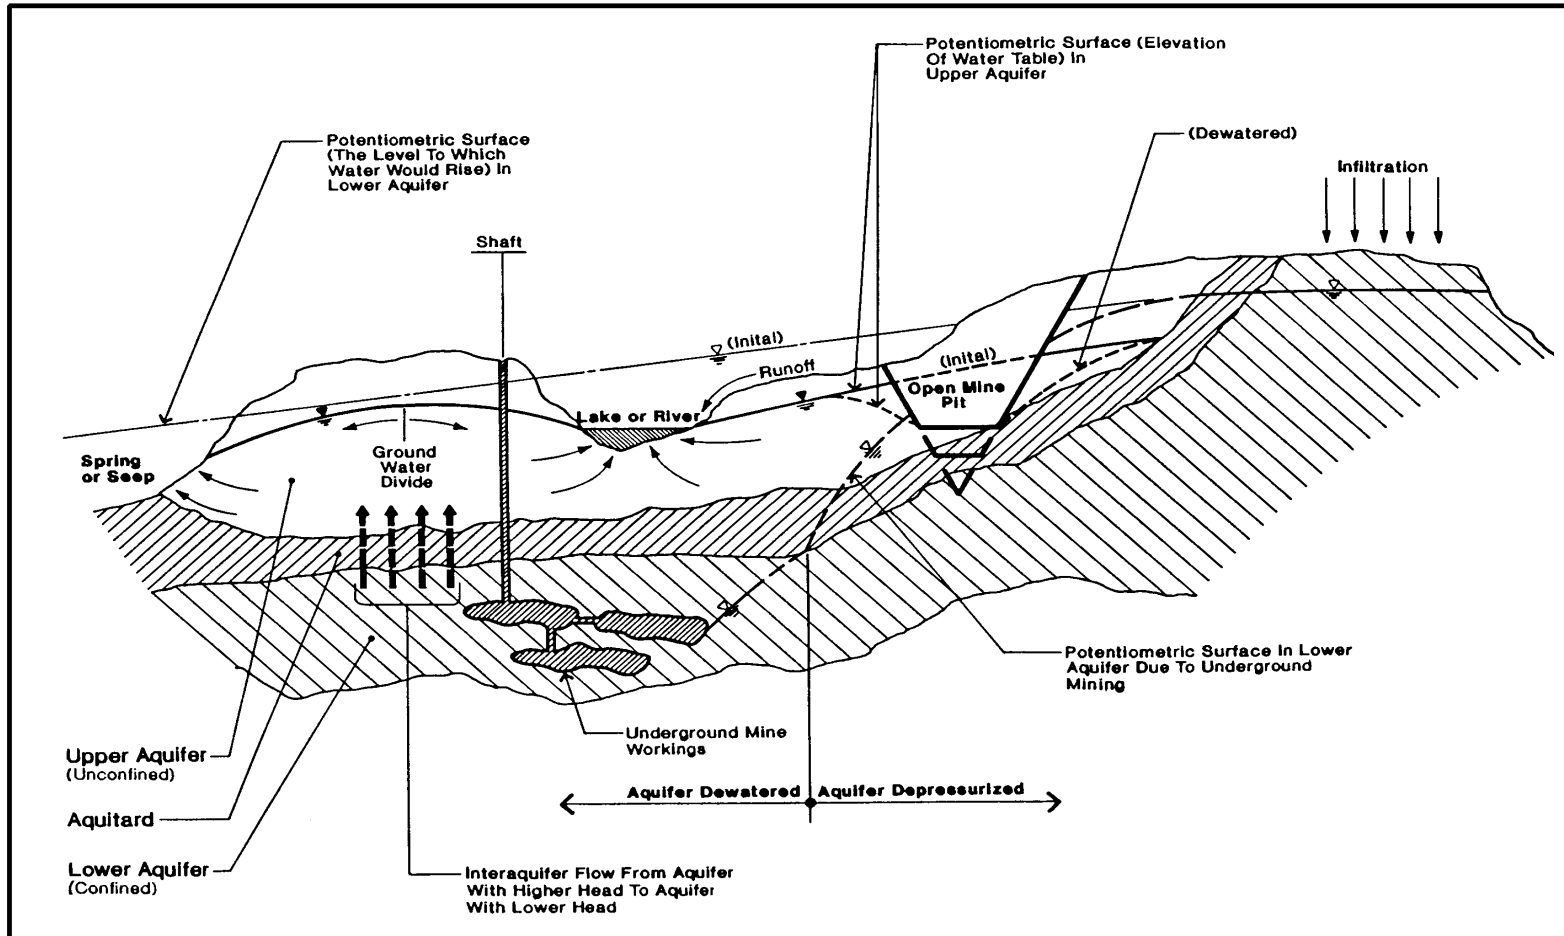 Potentiometric Surface (Elevation
Of Water Table) In
Upper Aquifer
Potentiometric Surface
(The Level To Which
Water Would Rise) In
Lower Aquifer
(Dewatered)
Infiltration
Shaft
(Inital)
(Inital)
Runoff
Open Mine
Pit
Lake or River
Spring
or Seep
Ground
Water
Divide
Potentiometric Surface In Lower
Aquifer Due To Underground
Mining
Underground Mine
Workings
Upper Aquifer
(Unconfined)
Aquifer Dewatered
Aquifer Depressurized
Aquitard
Lower Aquifer
(Confined)
Interaquifer Flow From Aquifer
With Higher Head To Aquifer
With Lower Head